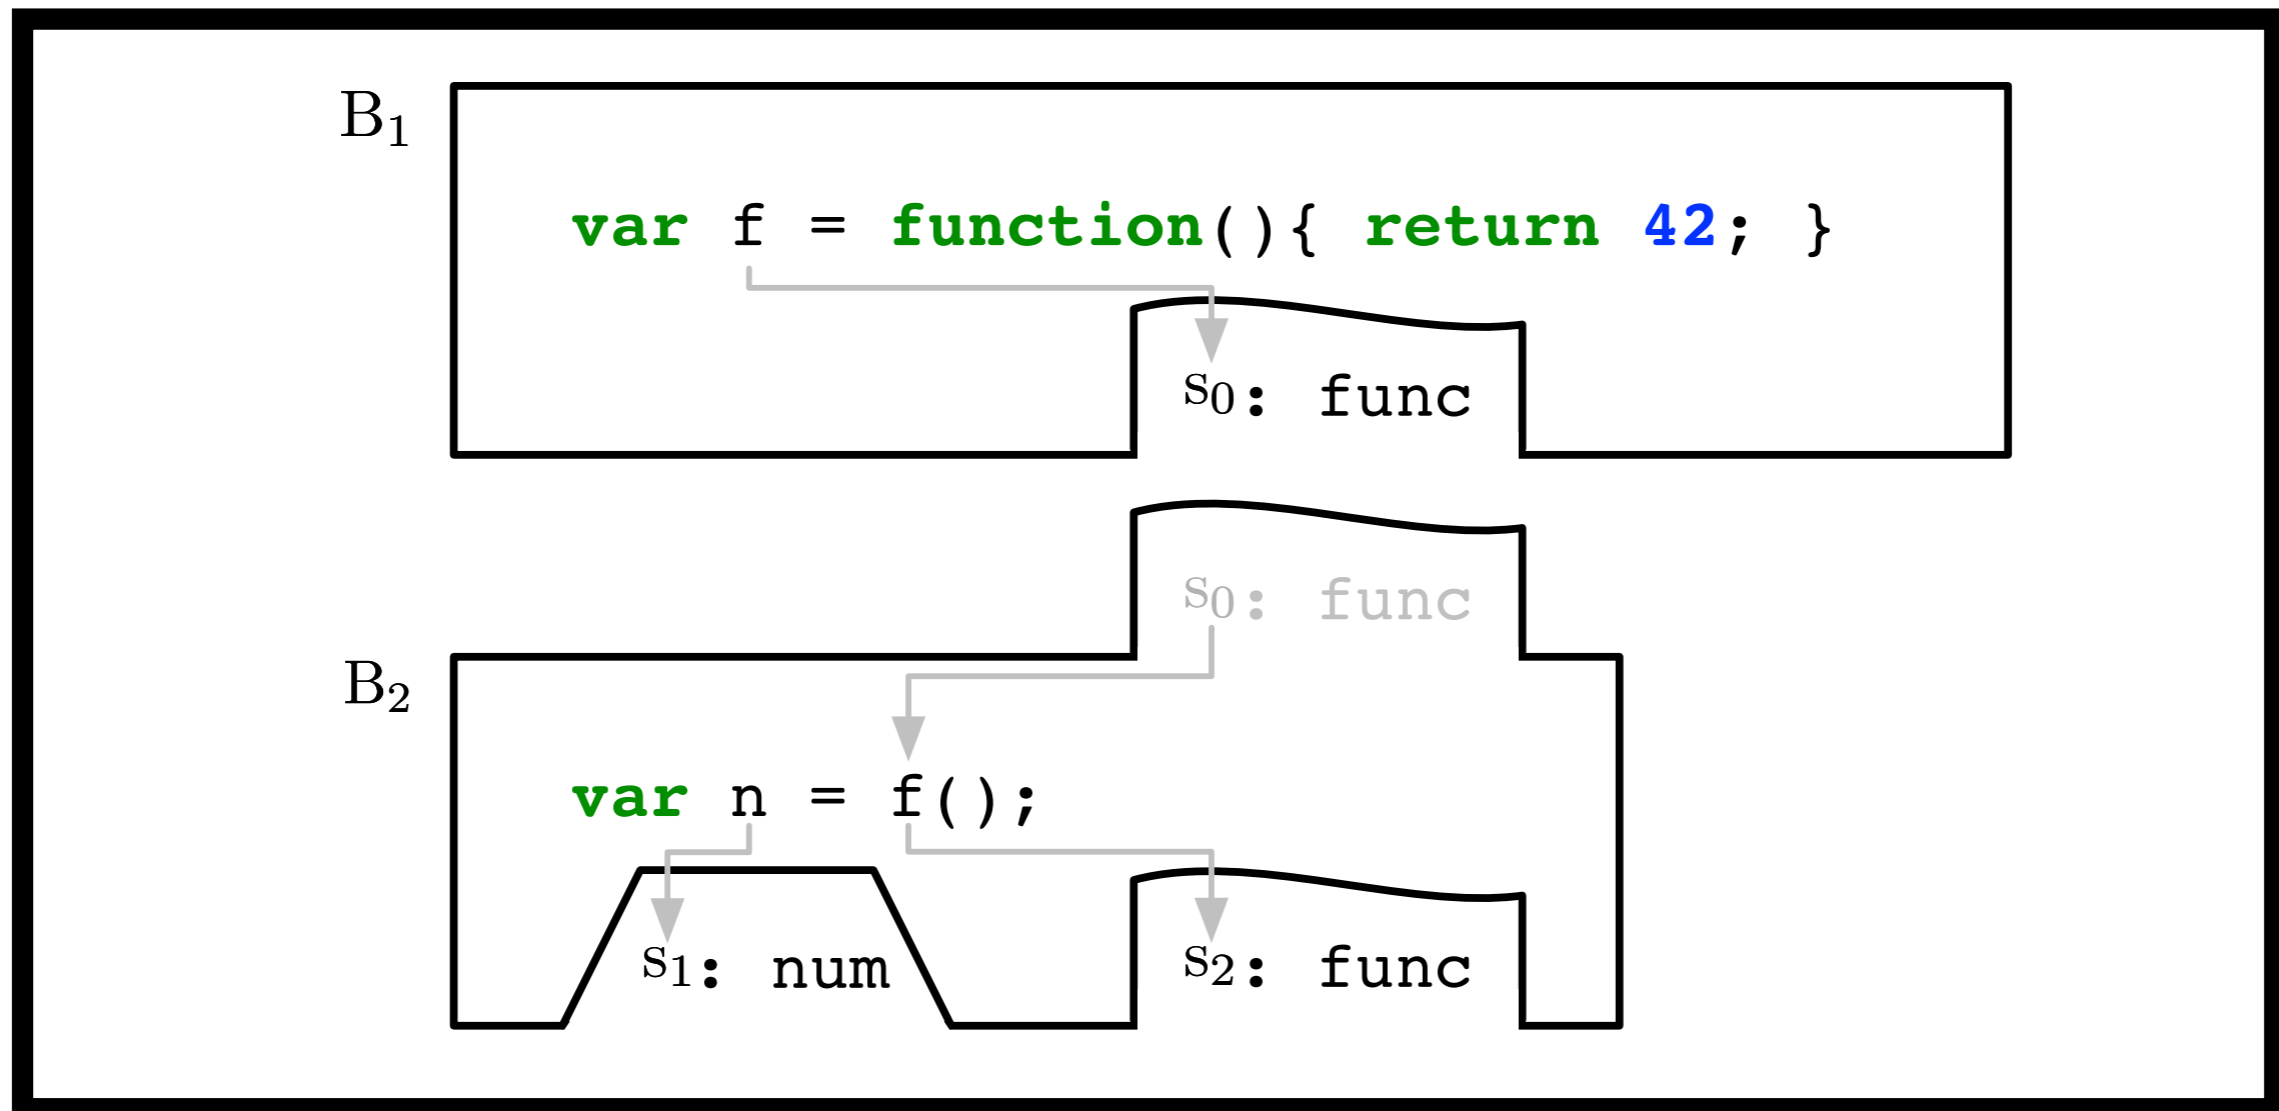 B₁
var f = function(){ return 42; }
s₀: func
s₀: func
B₂
var n = f();
s₁: num s₂: func